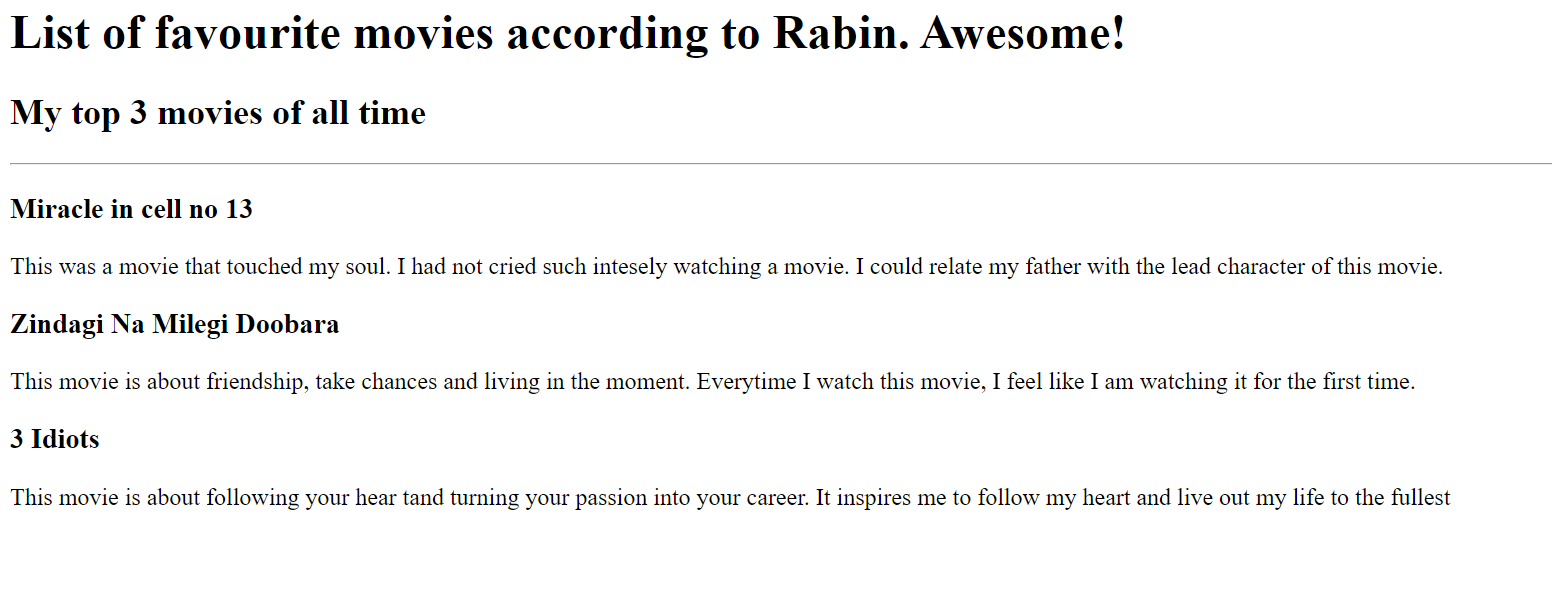 List of favourite movies according to Rabin. Awesome!
My top 3 movies of all time
Miracle in cell no 13
This was a movie that touched my soul. I had not cried such intesely watching a movie. I could relate my father with the lead character of this movie.
Zindagi Na Milegi Doobara
This movie is about friendship, take chances and living in the moment. Everytime I watch this movie, I feel like I am watching it for the first time.
3 Idiots
This movie is about following your hear tand turning your passion into your career. It inspires me to follow my heart and live out my life to the fullest